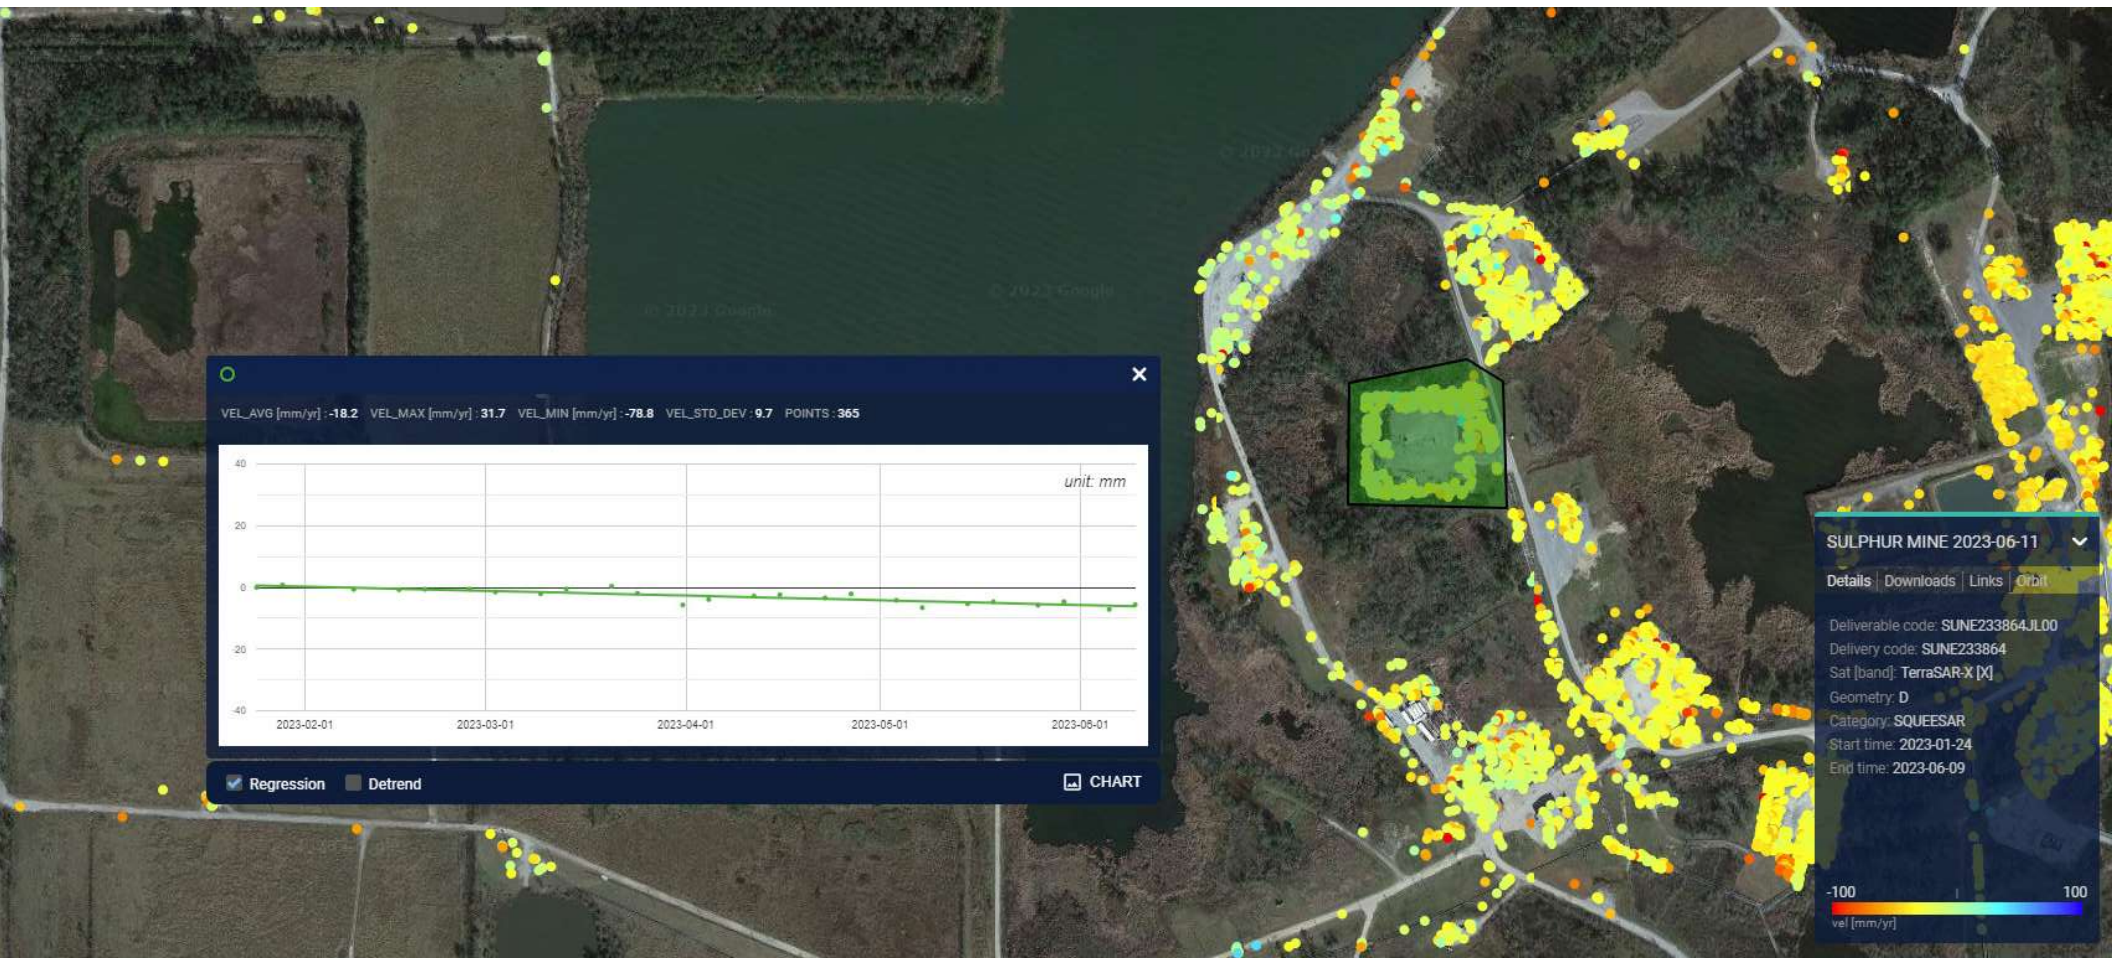 © 2023 Google
© 2023 Google
VEL_AVG [mm/yr] : -18.2 VEL_MAX [mm/yr] : 31.7 VEL_MIN [mm/yr] : -78.8 VEL_STD_DEV : 9.7 POINTS : 365
unit: mm
40
20
0
-20
-40
2023-02-01 2023-03-01 2023-04-01 2023-05-01 2023-06-01
Regression Detrend CHART
SULPHUR MINE 2023-06-11
Details Downloads Links Orbit
Deliverable code: SUNE233864JL00
Delivery code: SUNE233864
Sat [band]: TerraSAR-X [X]
Geometry: D
Category: SQUEESAR
Start time: 2023-01-24
End time: 2023-06-09
-100 100
vel [mm/yr]